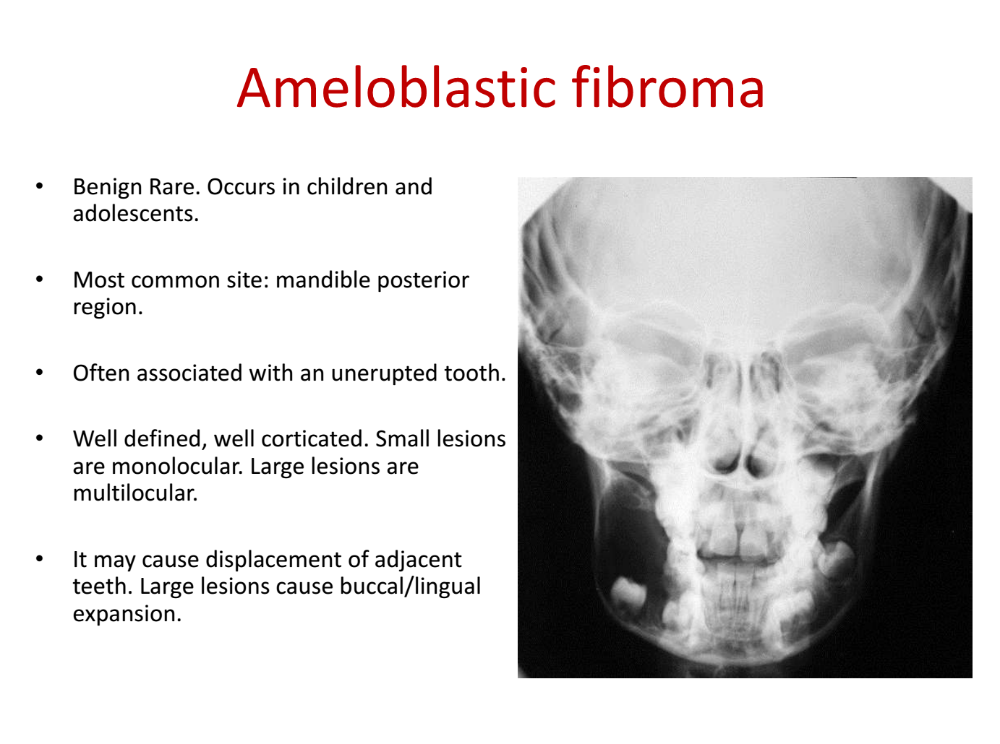 Ameloblastic fibroma
• Benign Rare. Occurs in children and
adolescents.
• Most common site: mandible posterior
region.
• Often associated with an unerupted tooth.
• Well defined, well corticated. Small lesions
are monolocular. Large lesions are
multilocular.
• It may cause displacement of adjacent
teeth. Large lesions cause buccal/lingual
expansion.